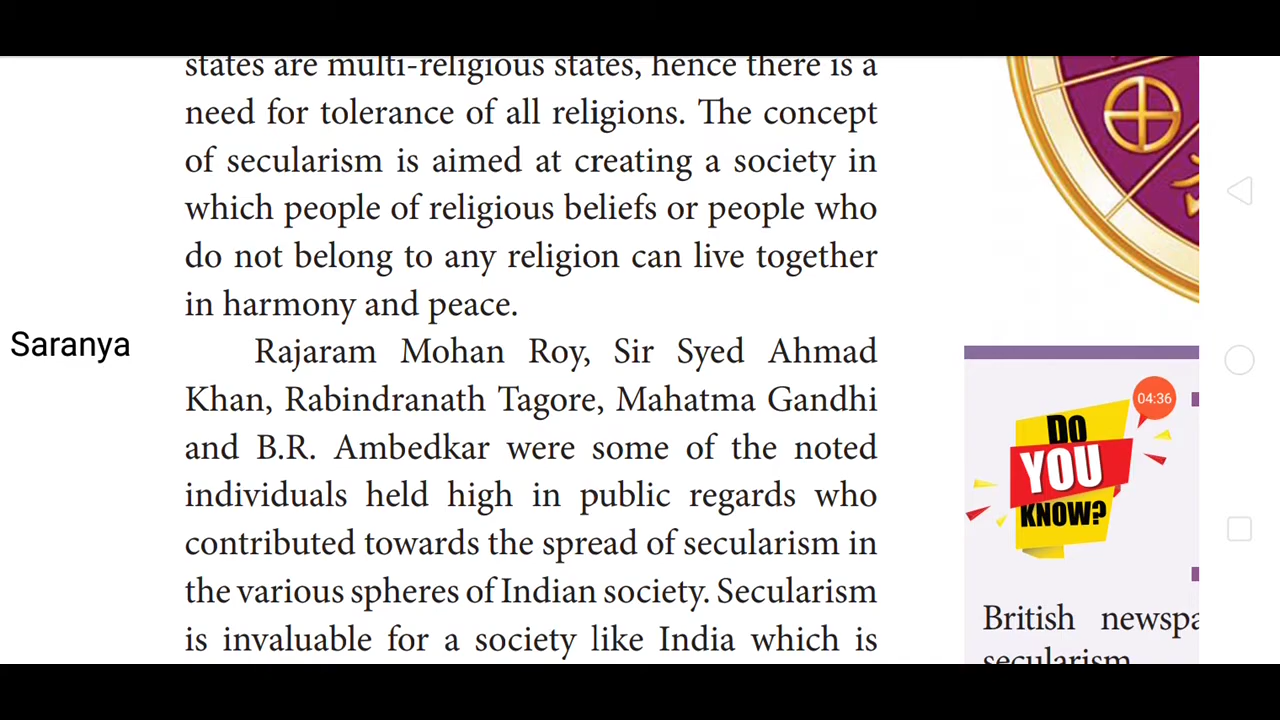 states are multi-religious states, hence there is a
need for tolerance of all religions. The concept
of secularism is aimed at creating a society in
which people of religious beliefs or people who
do not belong to any religion can live together
in harmony and peace.
Saranya
Rajaram Mohan Roy, Sir Syed Ahmad
Khan, Rabindranath Tagore, Mahatma Gandhi
and B.R. Ambedkar were some of the noted
individuals held high in public regards who
contributed towards the spread of secularism in
the various spheres of Indian society. Secularism
is invaluable for a society like India which is
04:36
DO
YOU
KNOW?
British newspa
secularism